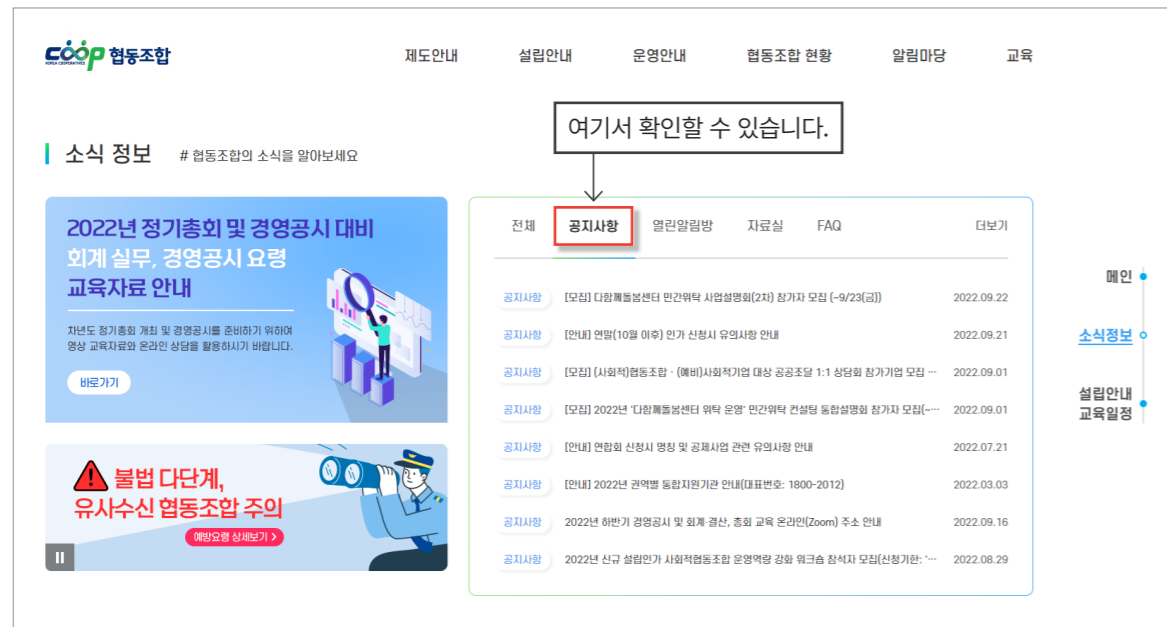 COOP 협동조합
KOREA COOPERATIVES
제도안내 설립안내 운영안내 협동조합 현황 알림마당 교육
여기서 확인할 수 있습니다.
소식 정보 # 협동조합의 소식을 알아보세요
2022년 정기총회 및 경영공시 대비
회계 실무, 경영공시 요령
교육자료 안내
차년도 정기총회 개최 및 경영공시를 준비하기 위하여
영상 교육자료와 온라인 상담을 활용하시기 바랍니다.
바로가기
불법 다단계,
유사수신 협동조합 주의
예방요령 상세보기 >
전체 공지사항 열린알림방 자료실 FAQ 더보기
공지사항 [모집] 다함께돌봄센터 민간위탁 사업설명회(2차) 참가자 모집 (~9/23(금)) 2022.09.22
공지사항 [안내] 연말(10월 이후) 인가 신청시 유의사항 안내 2022.09.21
공지사항 [모집] (사회적)협동조합 · (예비)사회적기업 대상 공공조달 1:1 상담회 참가기업 모집 ··· 2022.09.01
공지사항 [모집] 2022년 '다함께돌봄센터 위탁 운영' 민간위탁 컨설팅 통합설명회 참가자 모집(~··· 2022.09.01
공지사항 [안내] 연합회 신청시 명칭 및 공제사업 관련 유의사항 안내 2022.07.21
공지사항 [안내] 2022년 권역별 통합지원기관 안내(대표번호: 1800-2012) 2022.03.03
공지사항 2022년 하반기 경영공시 및 회계·결산, 총회 교육 온라인(Zoom) 주소 안내 2022.09.16
공지사항 2022년 신규 설립인가 사회적협동조합 운영역량 강화 워크숍 참석자 모집(신청기한: '··· 2022.08.29
메인
소식정보
설립안내
교육일정